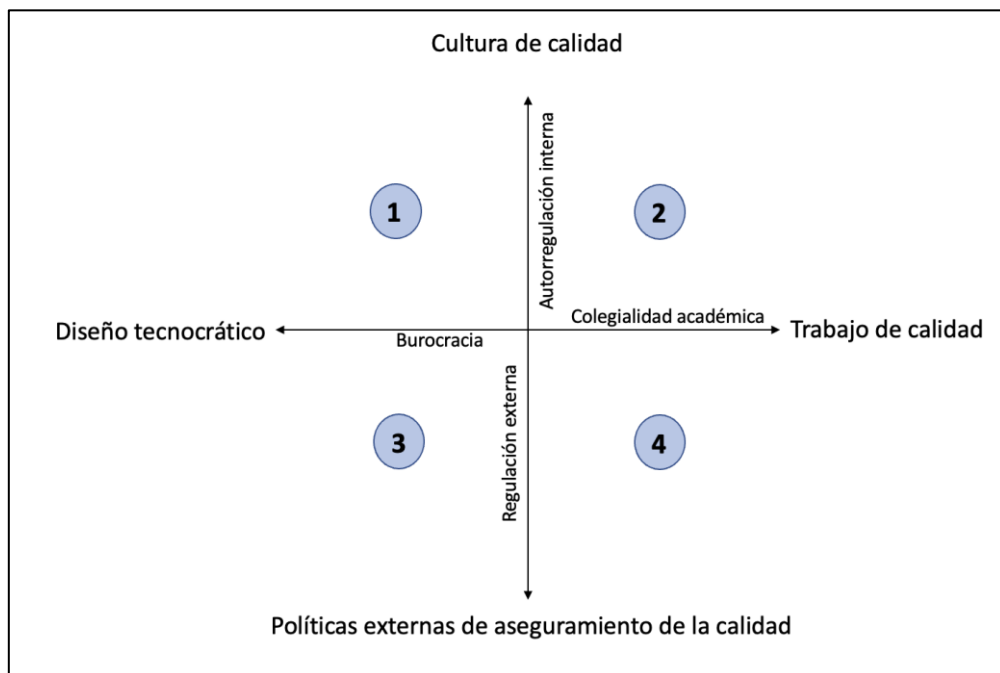 Cultura de calidad
Autorregulación interna
1
2
Colegialidad académica
Diseño tecnocrático
Trabajo de calidad
Burocracia
Regulación externa
3
4
Políticas externas de aseguramiento de la calidad